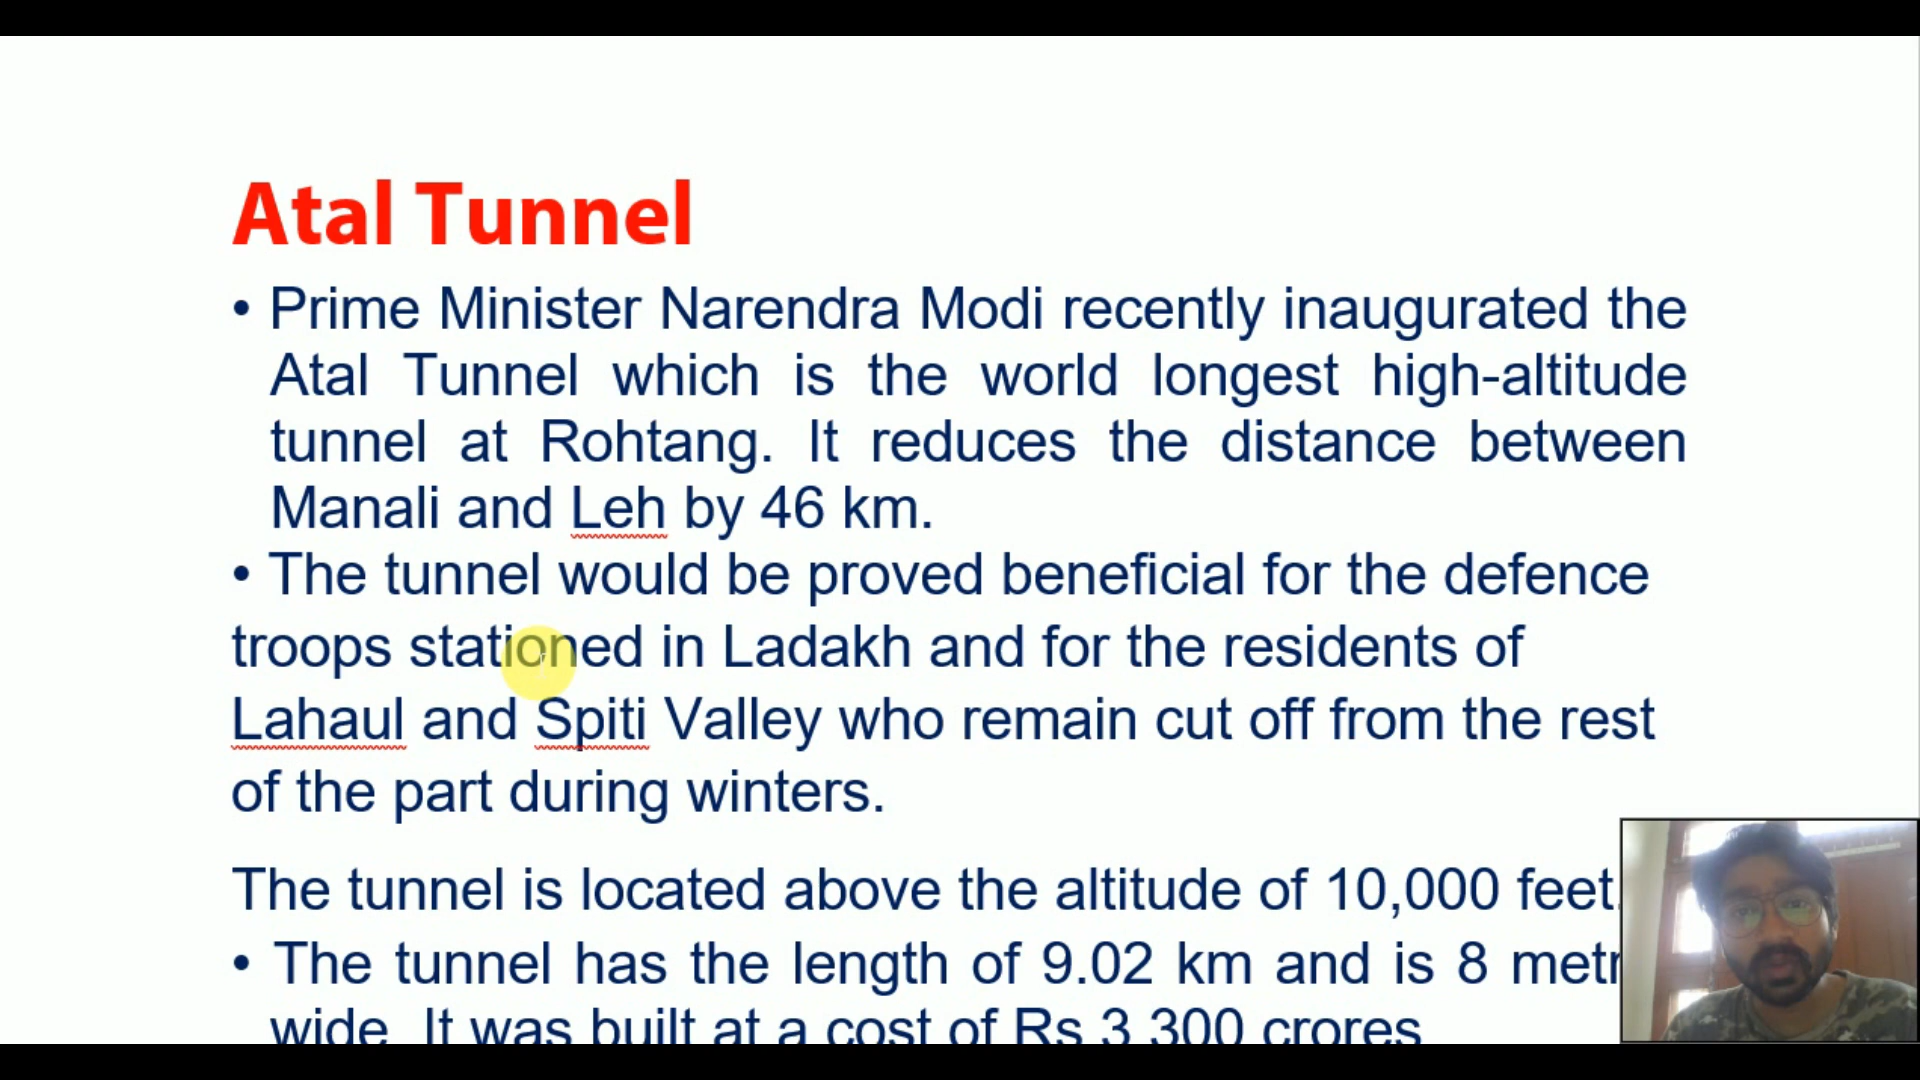 Atal Tunnel
• Prime Minister Narendra Modi recently inaugurated the
Atal Tunnel which is the world longest high-altitude
tunnel at Rohtang. It reduces the distance between
Manali and Leh by 46 km.
• The tunnel would be proved beneficial for the defence
troops stationed in Ladakh and for the residents of
Lahaul and Spiti Valley who remain cut off from the rest
of the part during winters.
The tunnel is located above the altitude of 10,000 feet.
• The tunnel has the length of 9.02 km and is 8 metr
wide. It was built at a cost of Rs 3,300 crores